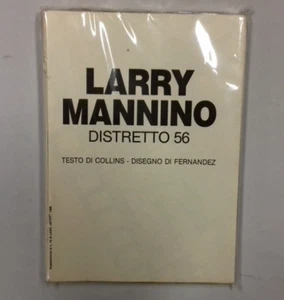 LARRY
MANNINO
DISTRETTO 56
TESTO DI COLLINS - DISEGNO DI FERNANDEZ